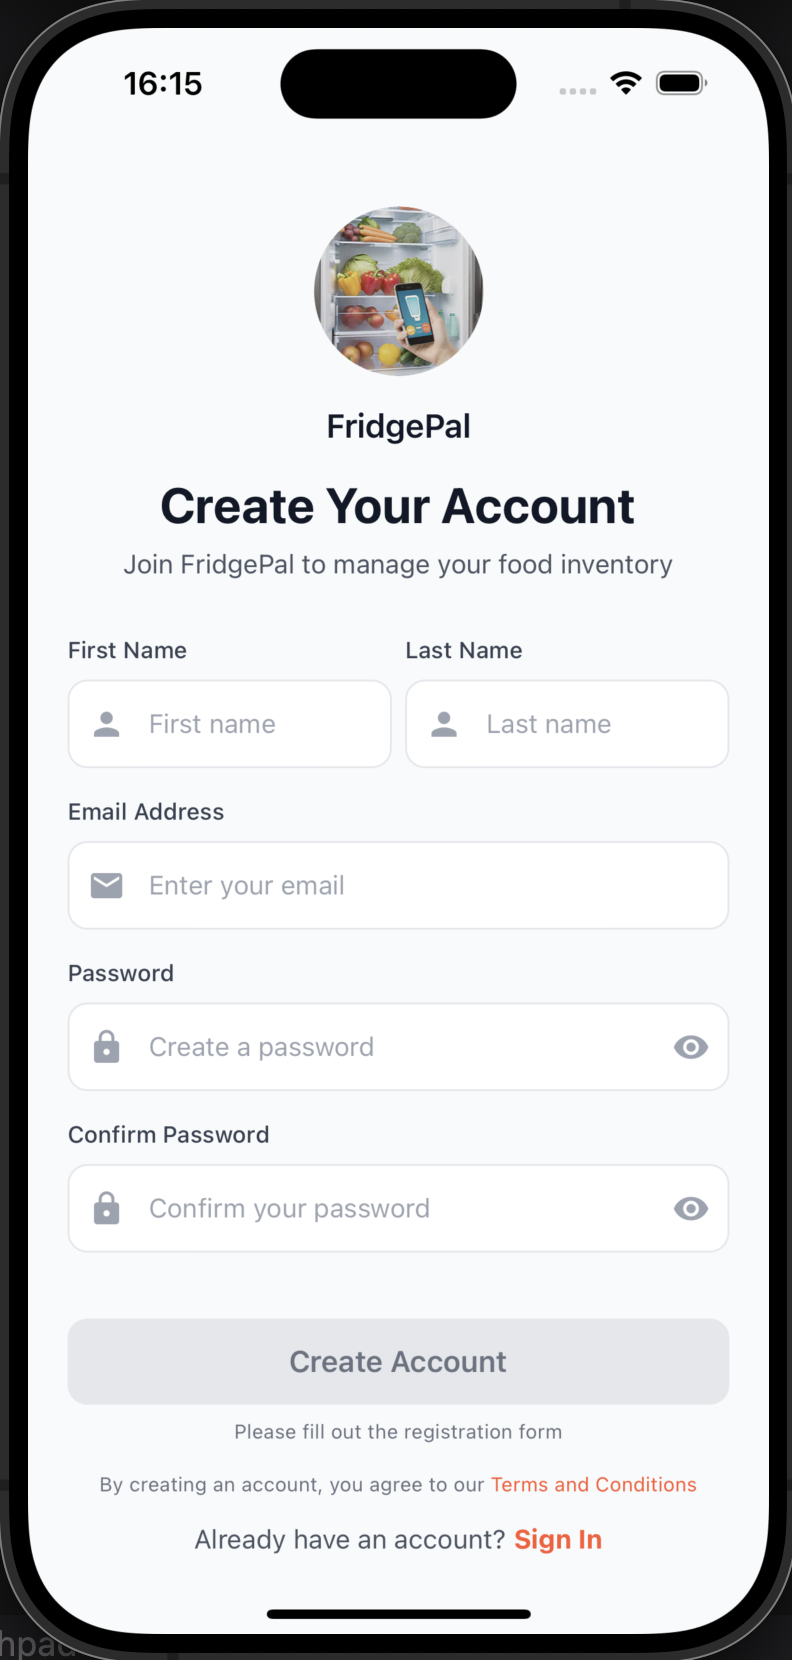 16:15
FridgePal
Create Your Account
Join FridgePal to manage your food inventory
First Name Last Name
First name Last name
Email Address
Enter your email
Password
Create a password
Confirm Password
Confirm your password
Create Account
Please fill out the registration form
By creating an account, you agree to our Terms and Conditions
Already have an account? Sign In